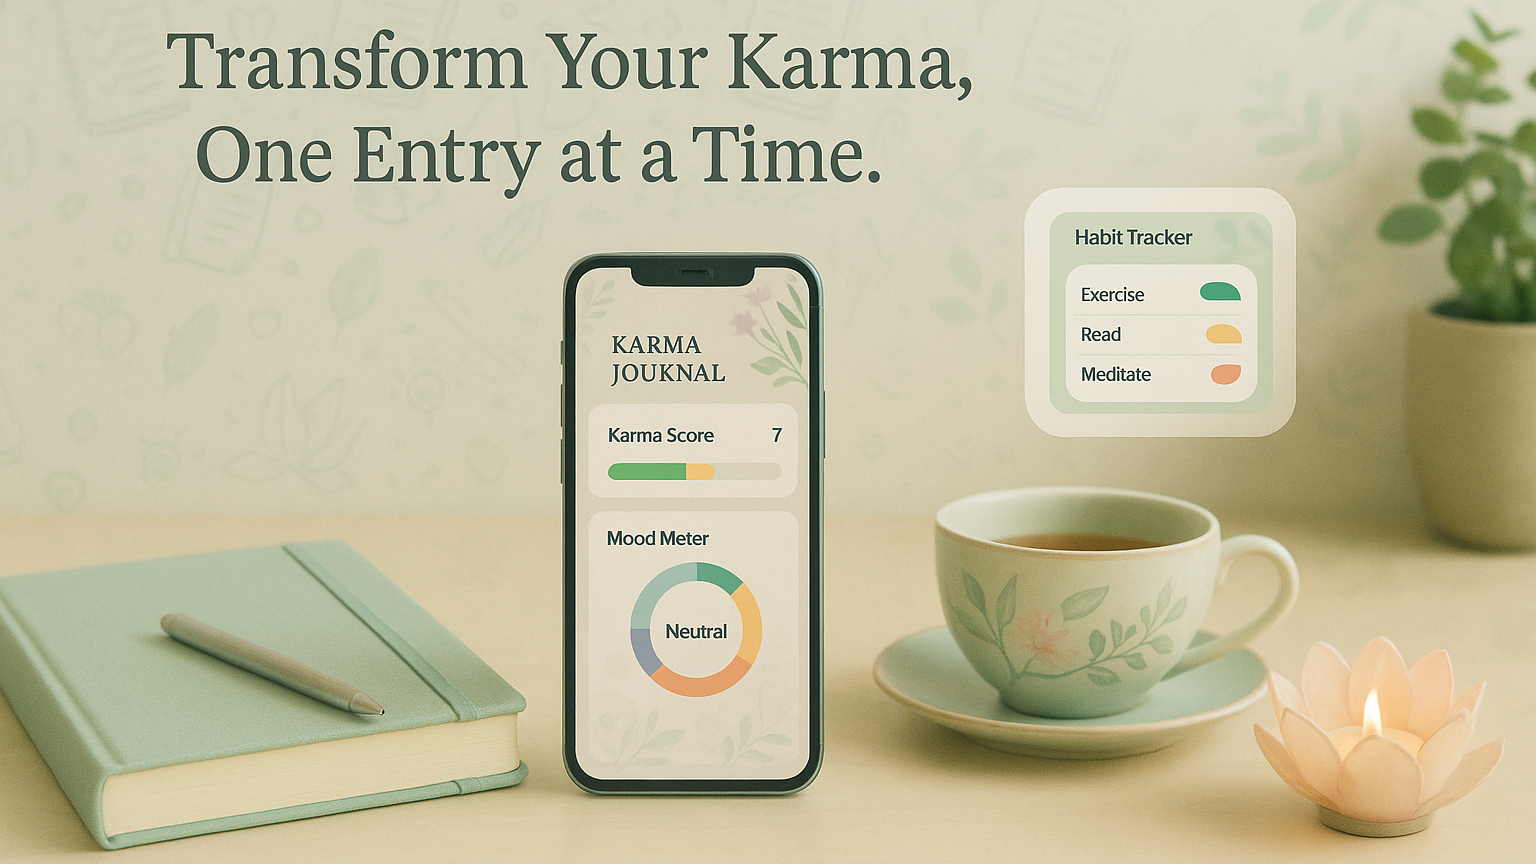 Transform Your Karma,
One Entry at a Time.
KARMA
JOUKNAL
Karma Score 7
Mood Meter
Neutral
Habit Tracker
Exercise
Read
Meditate